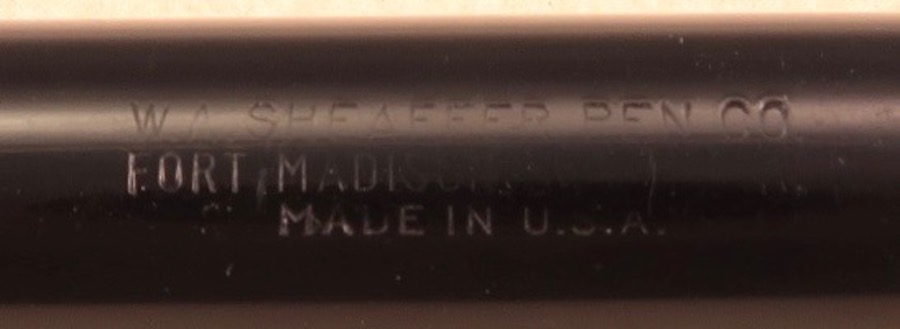 W.A. SHEAFFER PEN CO.
FORT MADISON
MADE IN U.S.A.